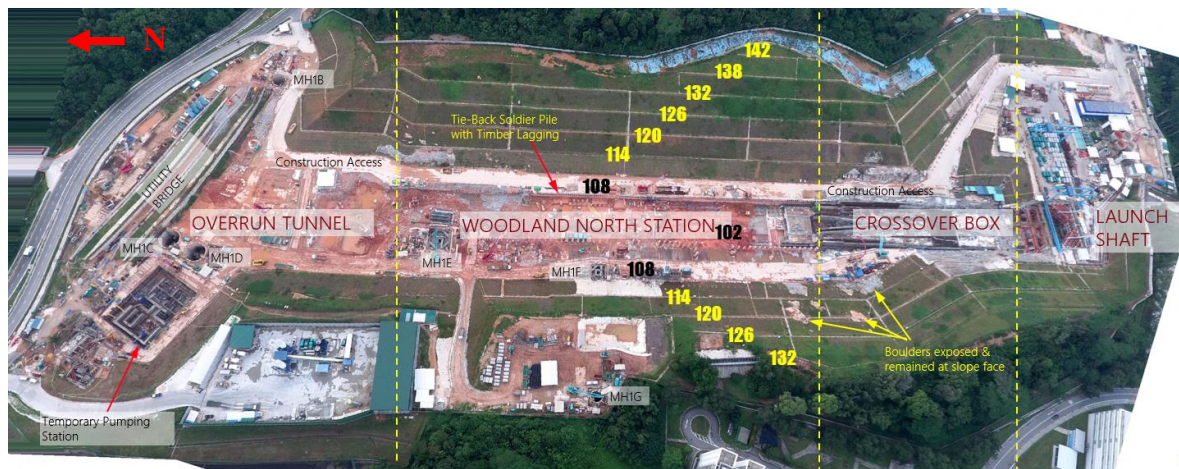 N
142
138
132
126
120
114
108
MH1B
Tie-Back Soldier Pile
with Timber Lagging
Construction Access
Construction Access
UTILITY
BRIDGE
OVERRUN TUNNEL
WOODLAND NORTH STATION
102
CROSSOVER BOX
LAUNCH
SHAFT
MH1C
MH1D
MH1E
MH1F
108
114
120
126
132
Boulders exposed &
remained at slope face
MH1G
Temporary Pumping
Station